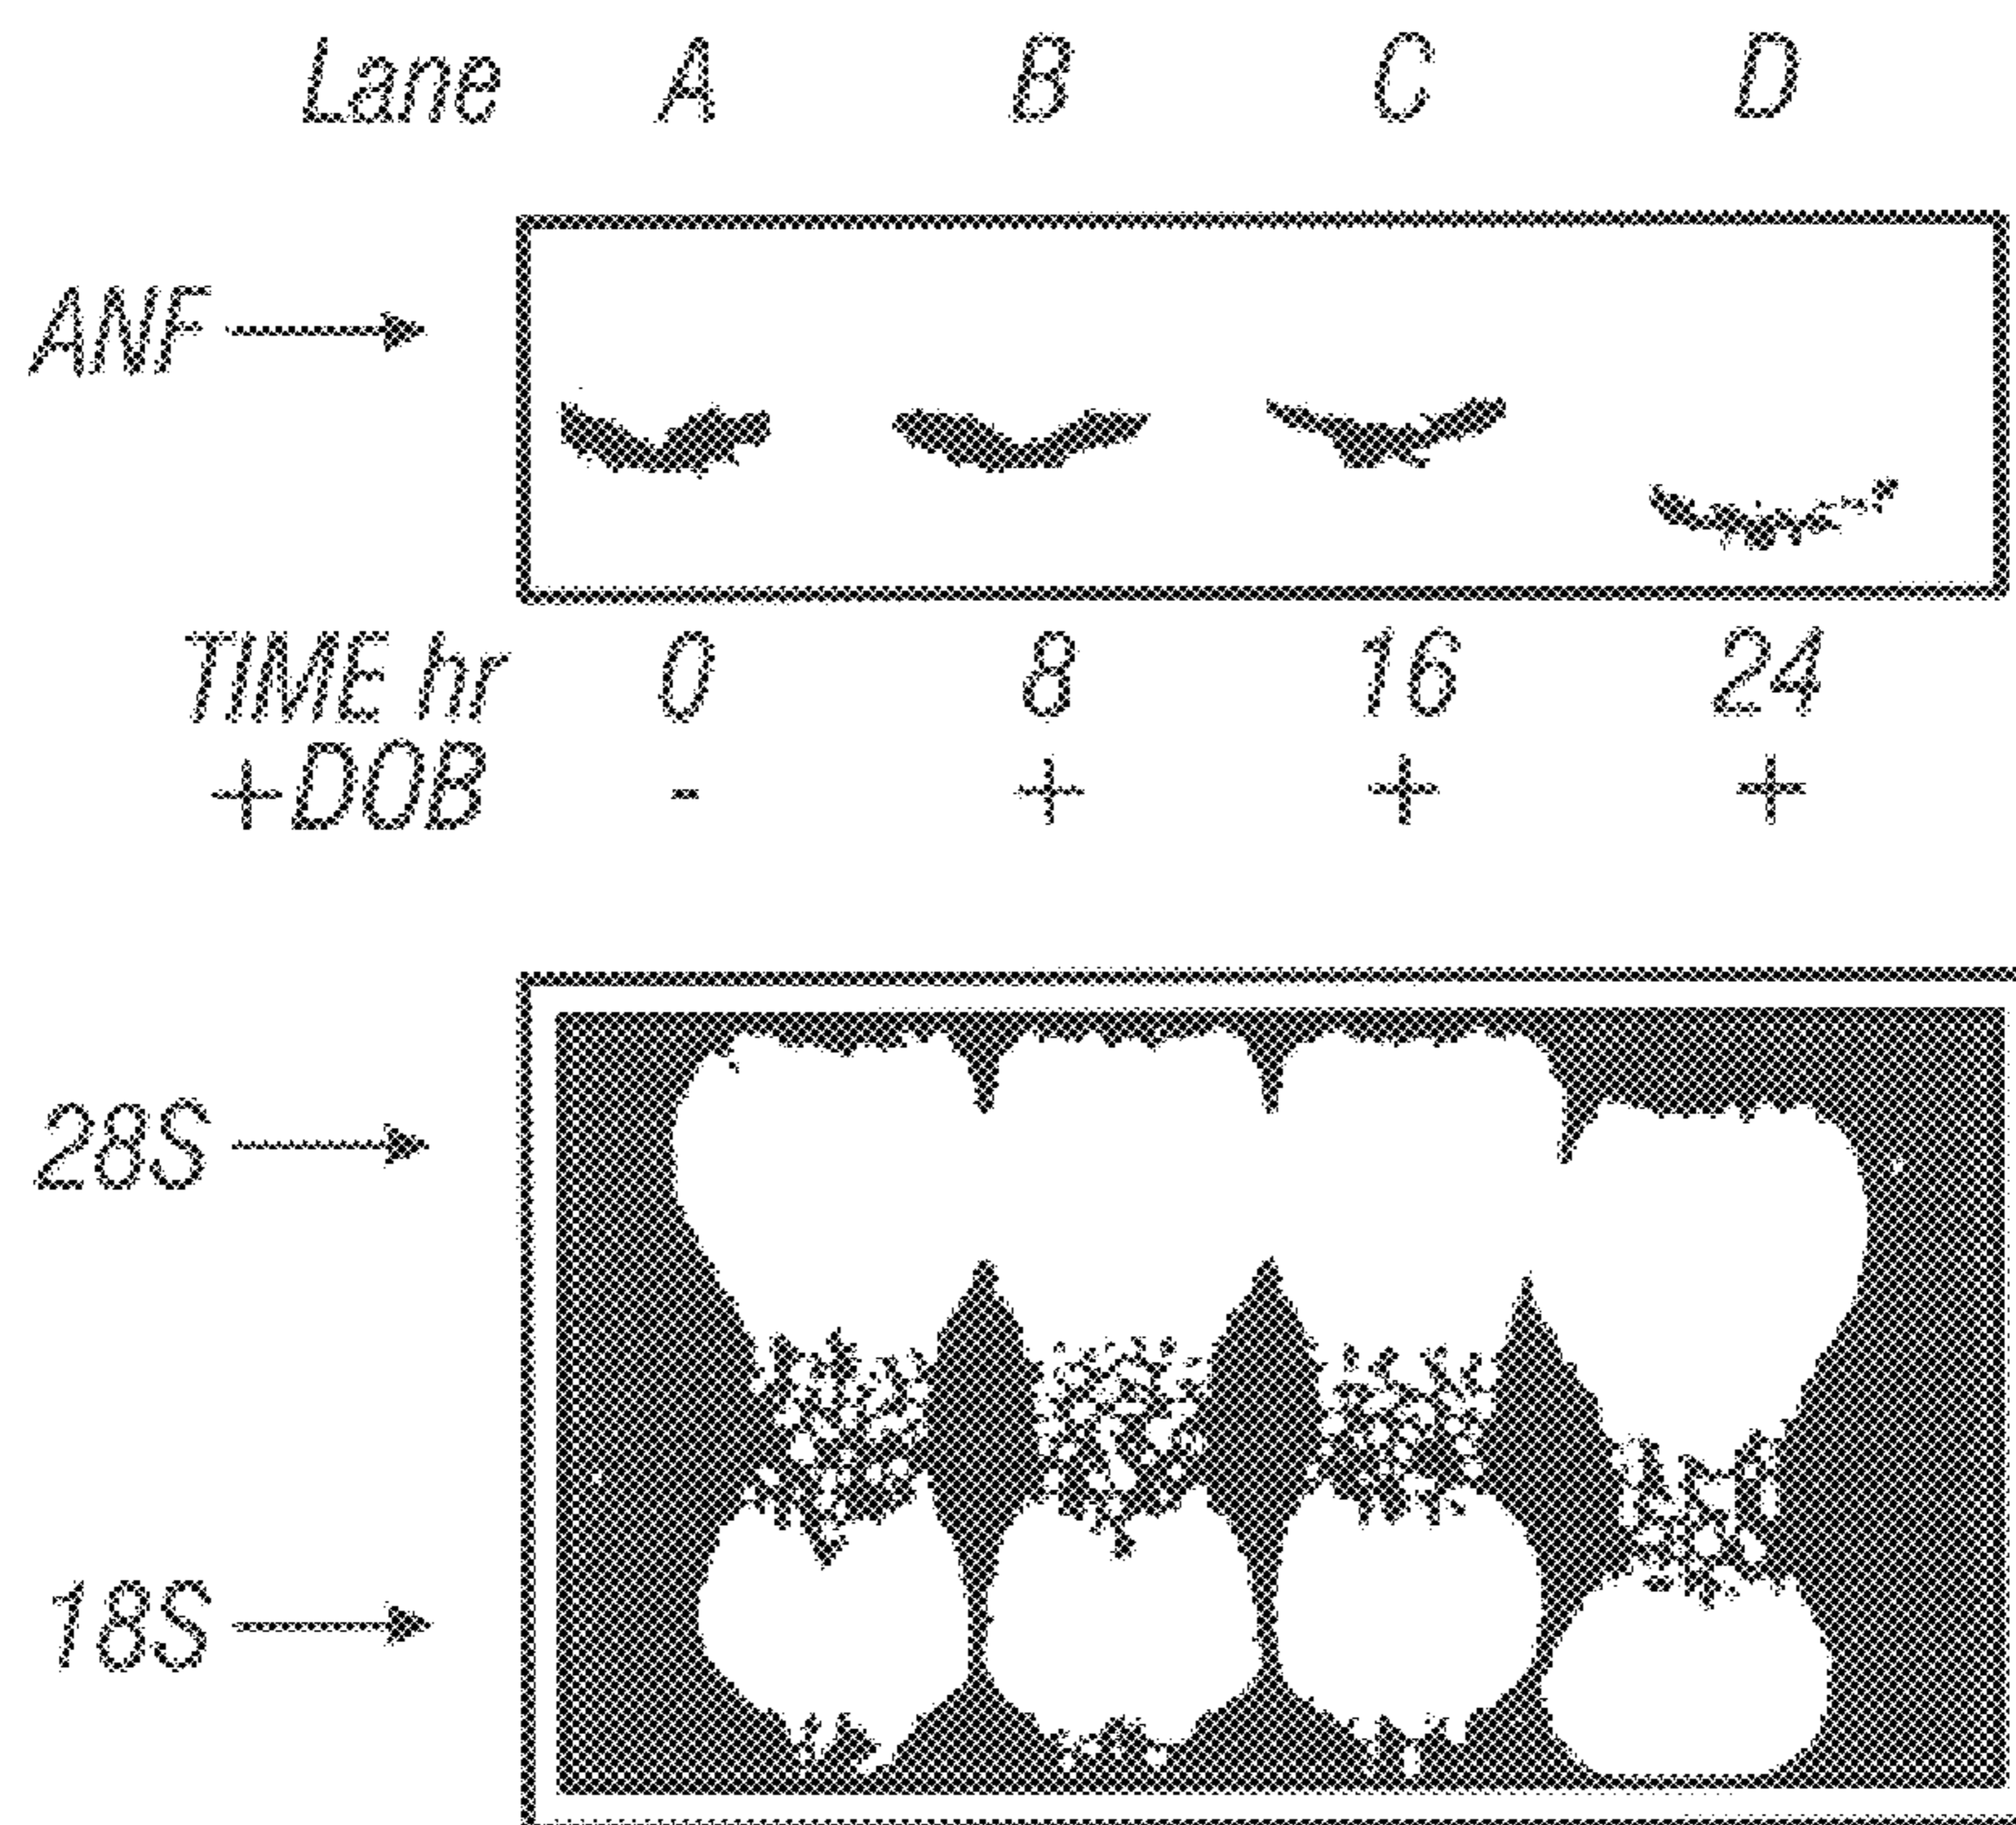 Lane A B C D
ANF
TIME hr 0 8 16 24
+DOB - + + +
28S
18S